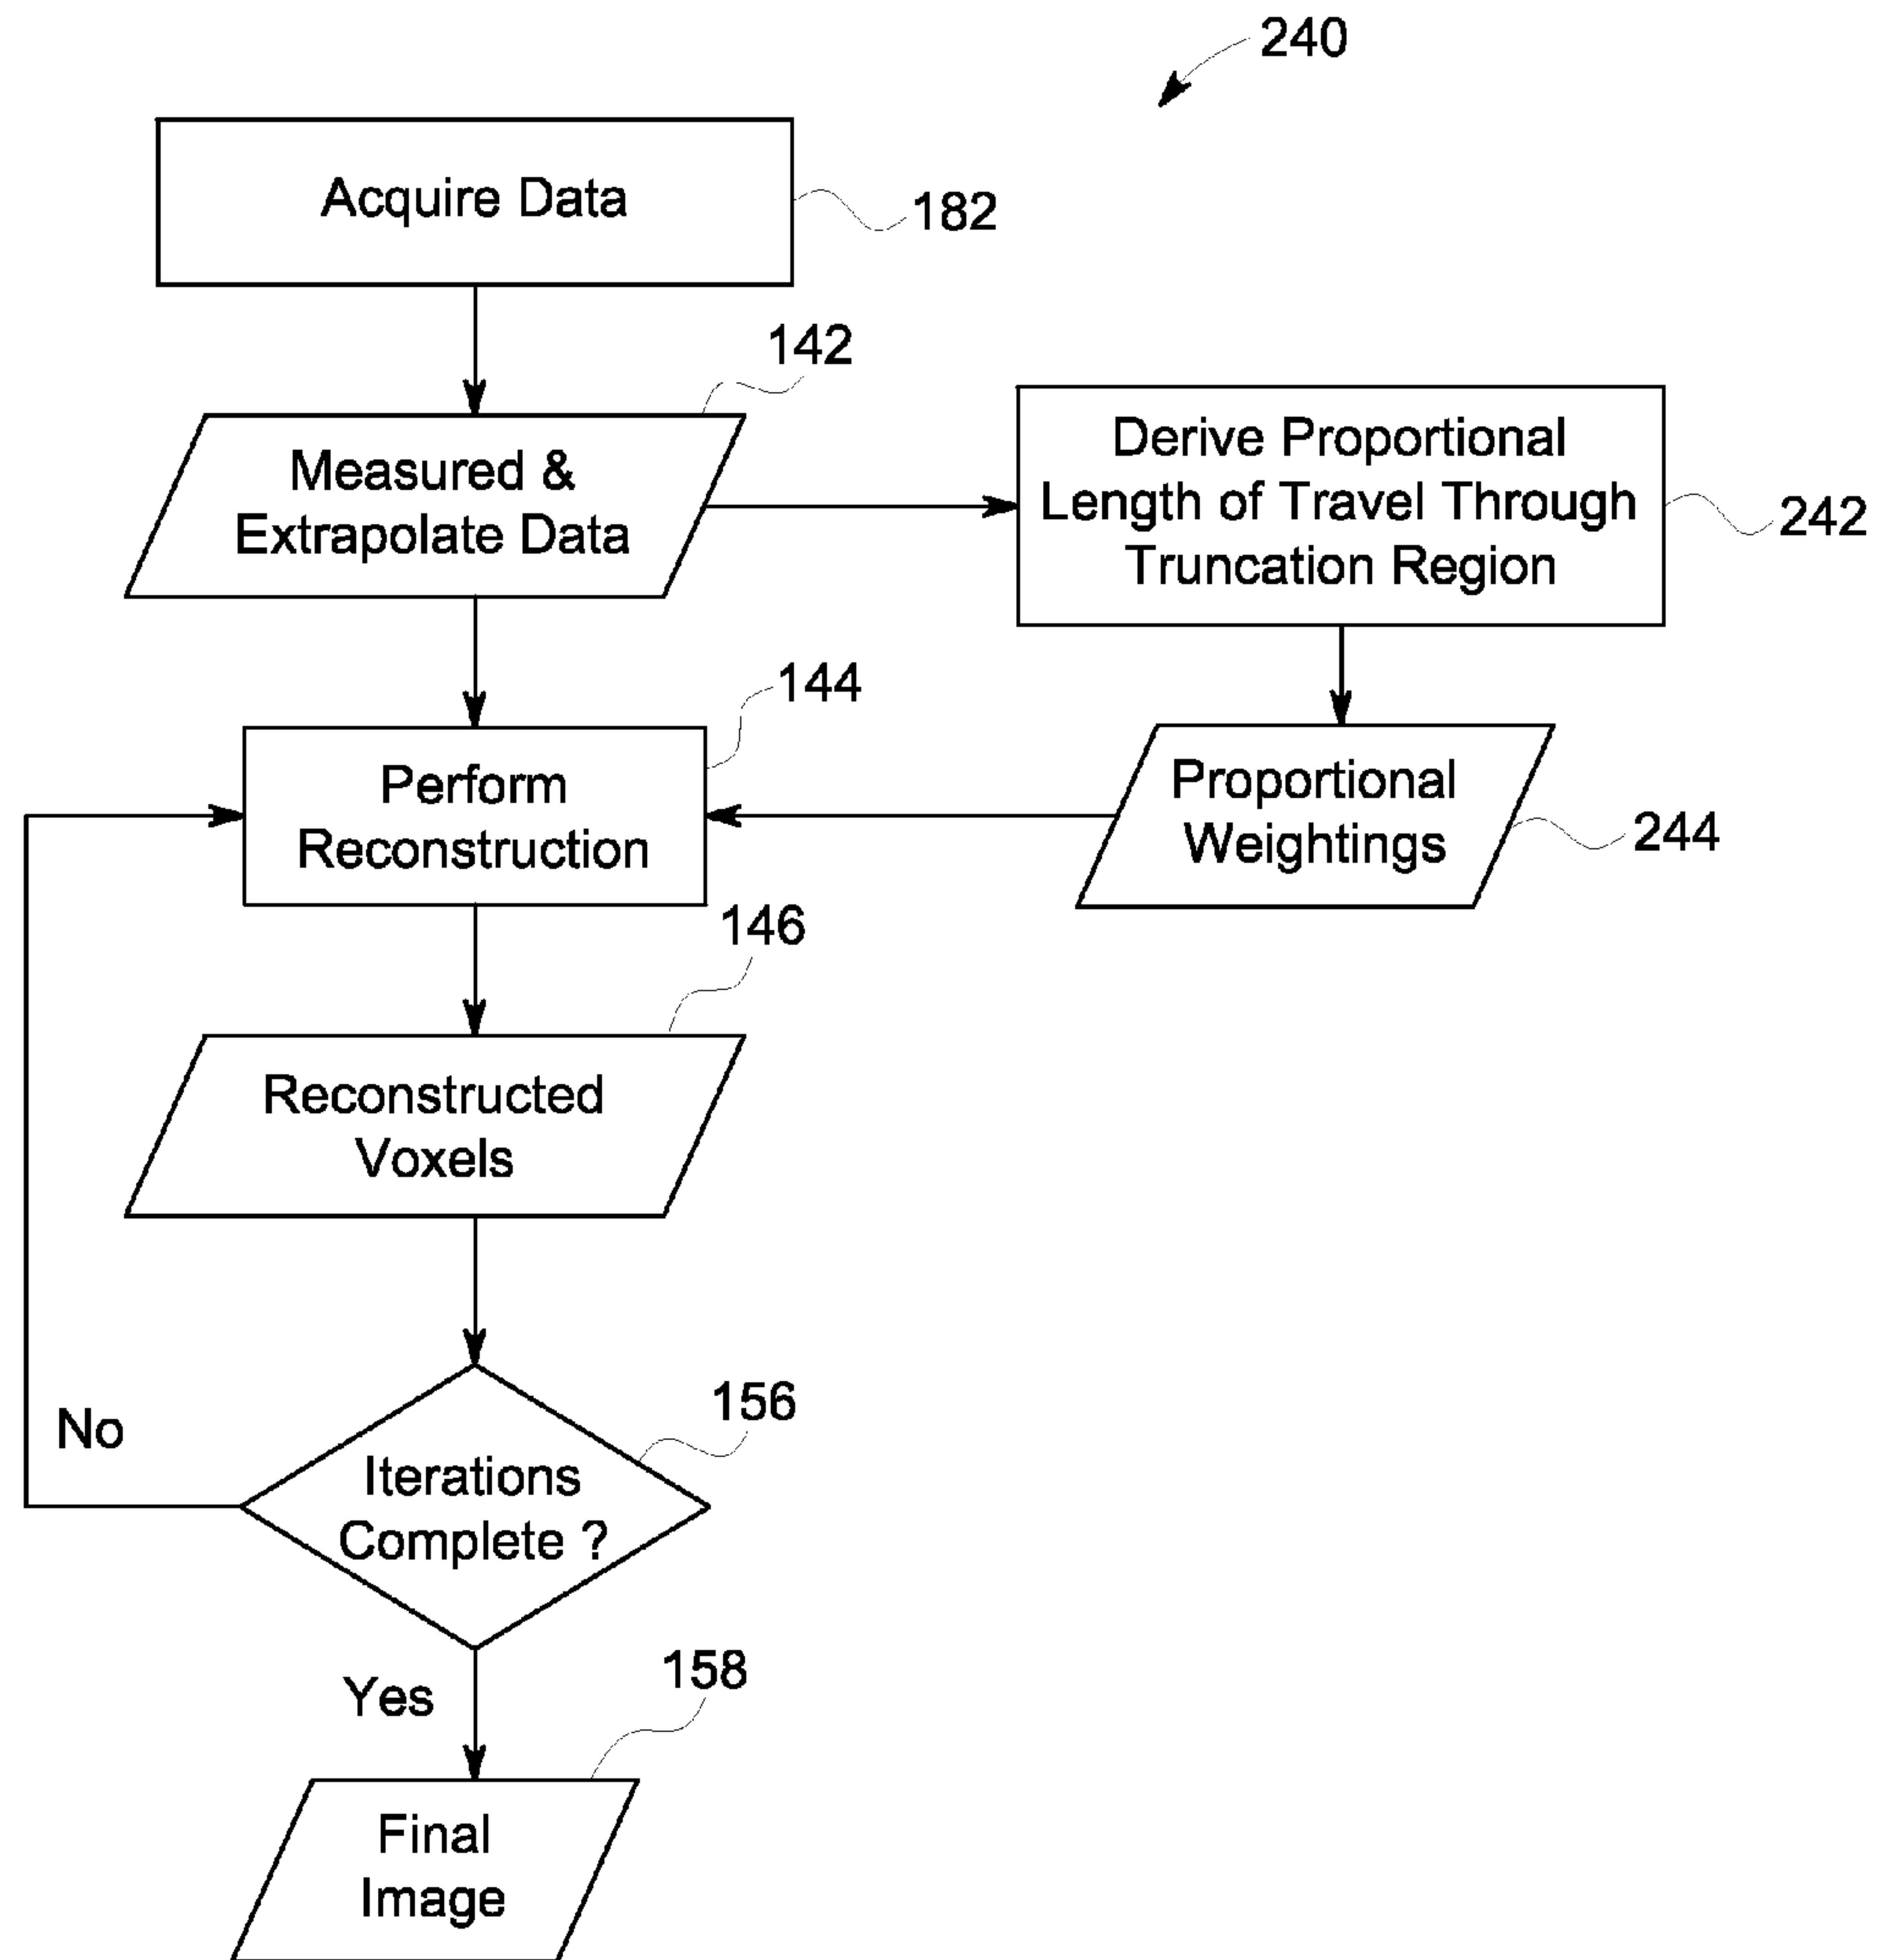 240
Acquire Data
182
142
Measured &
Extrapolate Data
Derive Proportional
Length of Travel Through
Truncation Region
242
144
Perform
Reconstruction
Proportional
Weightings
244
146
Reconstructed
Voxels
No
156
Iterations
Complete ?
Yes
158
Final
Image